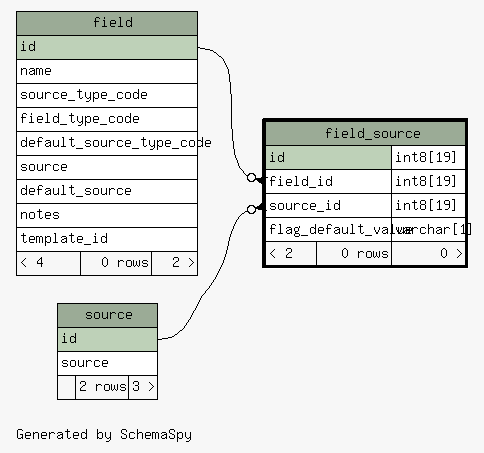 field
id
name
source_type_code
field_type_code
default_source_type_code
source
default_source
notes
template_id
< 4 0 rows 2 >
field_source
id int8[19]
field_id int8[19]
source_id int8[19]
flag_default_value varchar[1]
< 2 0 rows 0 >
source
id
source
2 rows 3 >
Generated by SchemaSpy